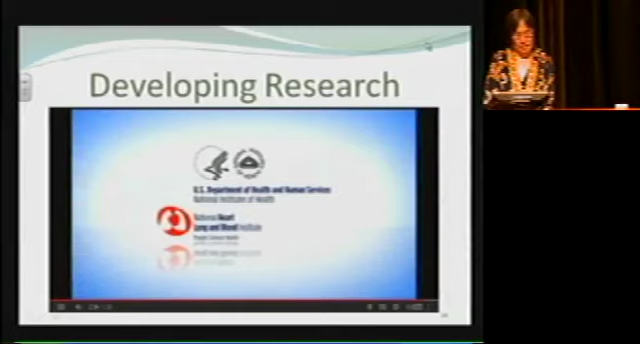 Developing Research
U.S. Department of Health and Human Services
National Institutes of Health
National Heart
Lung and Blood Institute